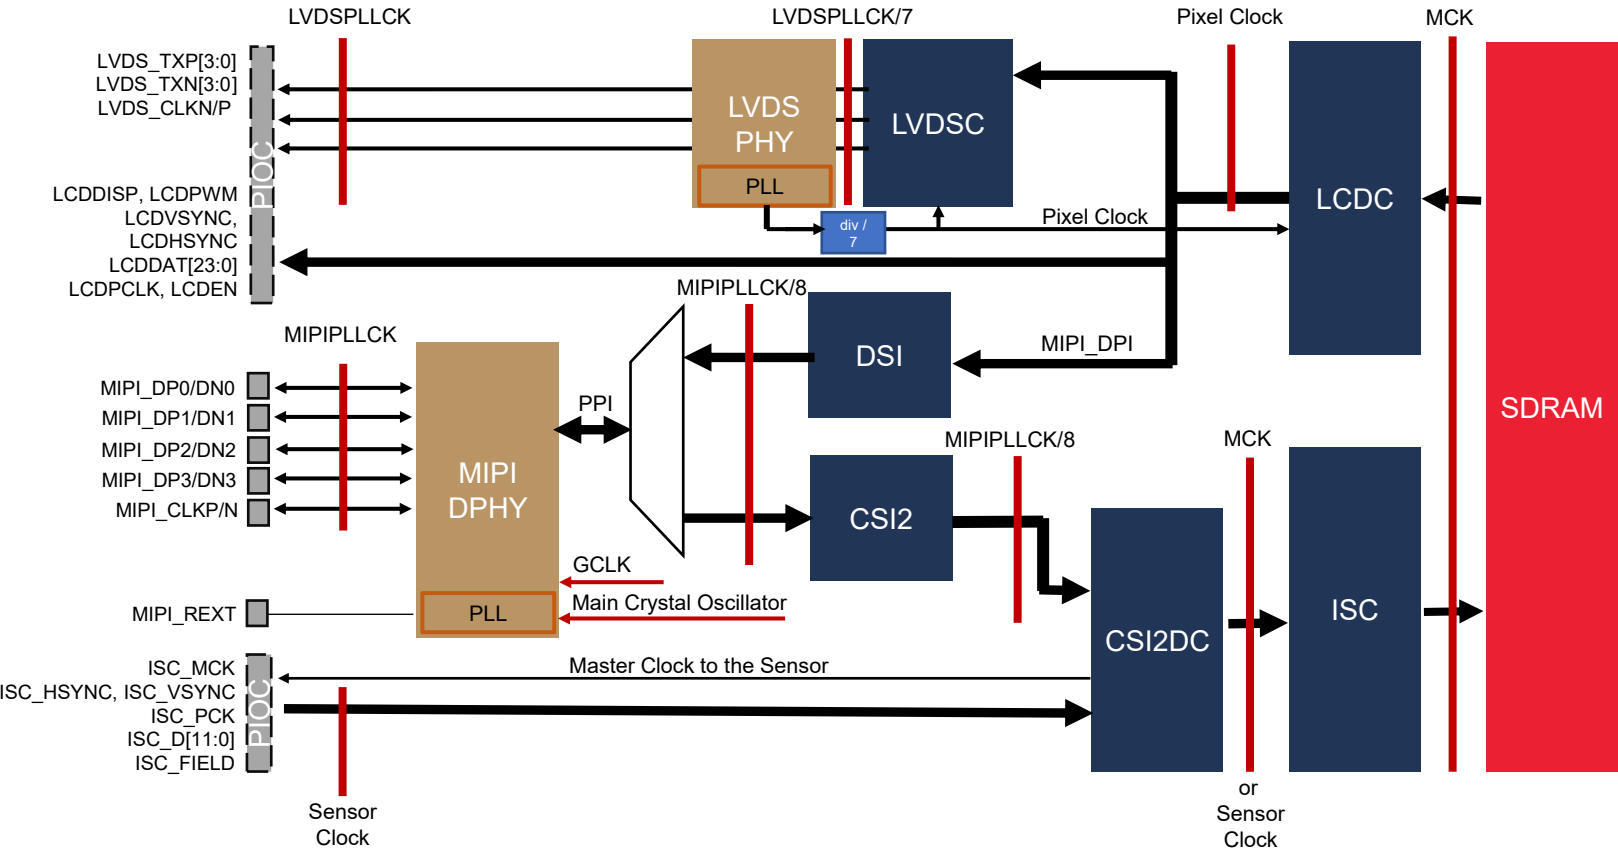 LVDSPLLCK
LVDSPLLCK/7
Pixel Clock
MCK
LVDS_TXP[3:0]
LVDS_TXN[3:0]
LVDS_CLKN/P
PIOC
LVDS
PHY
PLL
LVDSC
LCDC
SDRAM
LCDDISP, LCDPWM
LCDVSYNC,
LCDHSYNC
LCDDAT[23:0]
LCDPCLK, LCDEN
div /
7
Pixel Clock
MIPIPLLCK/8
MIPIPLLCK
DSI
MIPI_DPI
MIPI_DP0/DN0
MIPI_DP1/DN1
MIPI_DP2/DN2
MIPI_DP3/DN3
MIPI_CLKP/N
PPI
MIPI
DPHY
MIPIPLLCK/8
MCK
CSI2
GCLK
Main Crystal Oscillator
MIPI_REXT
PLL
CSI2DC
ISC
Master Clock to the Sensor
ISC_MCK
ISC_HSYNC, ISC_VSYNC
ISC_PCK
ISC_D[11:0]
ISC_FIELD
PIOC
Sensor
Clock
or
Sensor
Clock